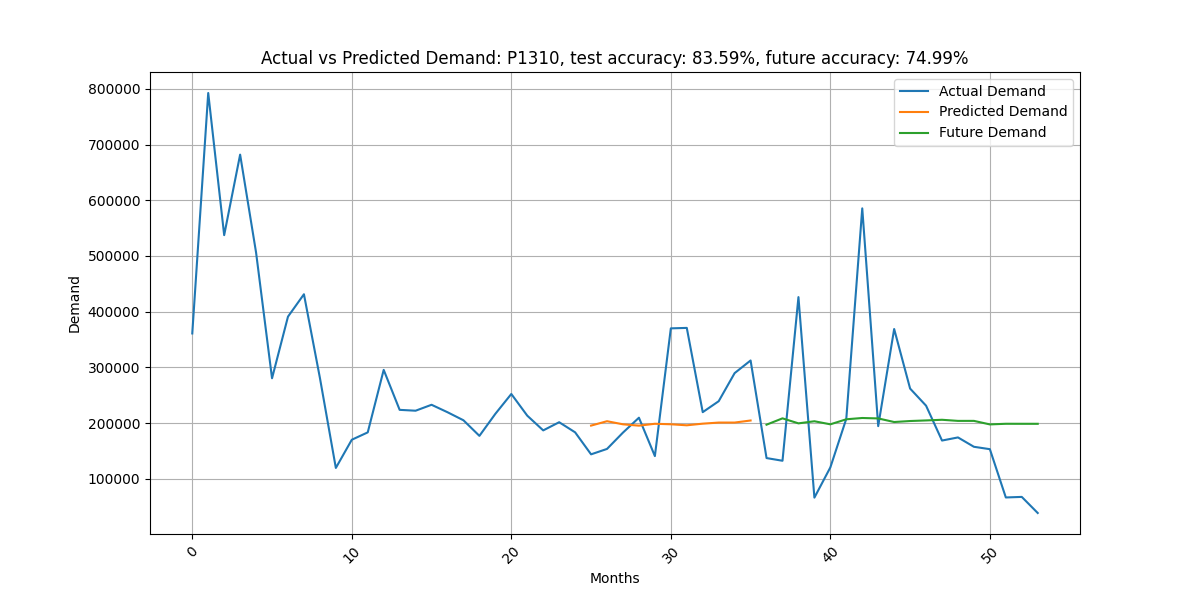 Actual vs Predicted Demand: P1310, test accuracy: 83.59%, future accuracy: 74.99%
Actual Demand
Predicted Demand
Future Demand
800000
700000
600000
500000
400000
300000
200000
100000
Demand
0
10
20
30
40
50
Months